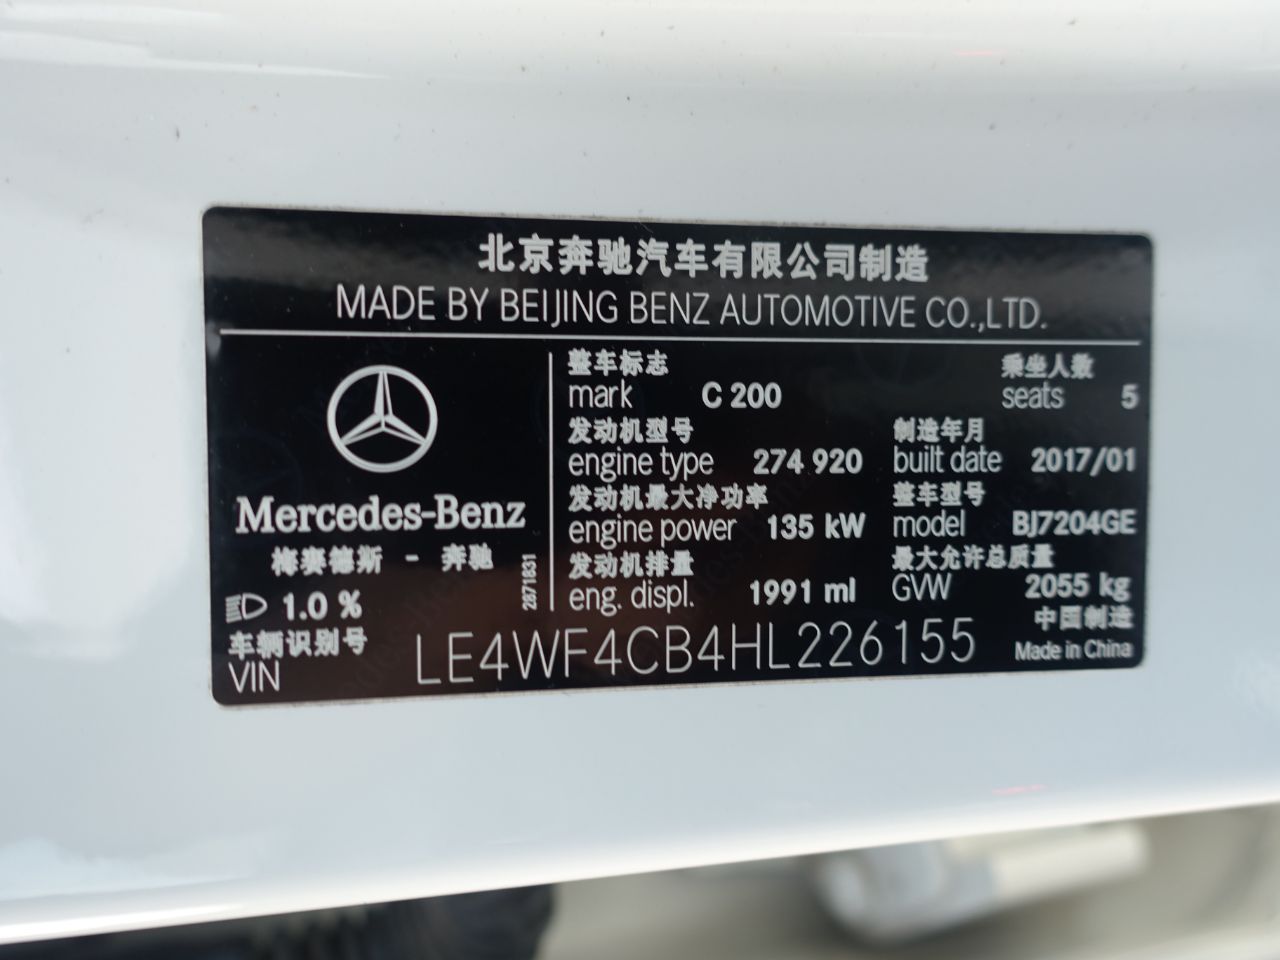 北京奔驰汽车有限公司制造
MADE BY BEIJING BENZ AUTOMOTIVE CO.,LTD.
Mercedes-Benz
梅赛德斯 - 奔驰
1.0 %
2871831
整车标志
mark C 200
乘坐人数
seats 5
发动机型号
engine type 274 920
制造年月
built date 2017/01
发动机最大净功率
engine power 135 kW
整车型号
model BJ7204GE
发动机排量
eng. displ. 1991 ml
最大允许总质量
GVW 2055 kg
车辆识别号
VIN LE4WF4CB4HL226155
中国制造
Made in China